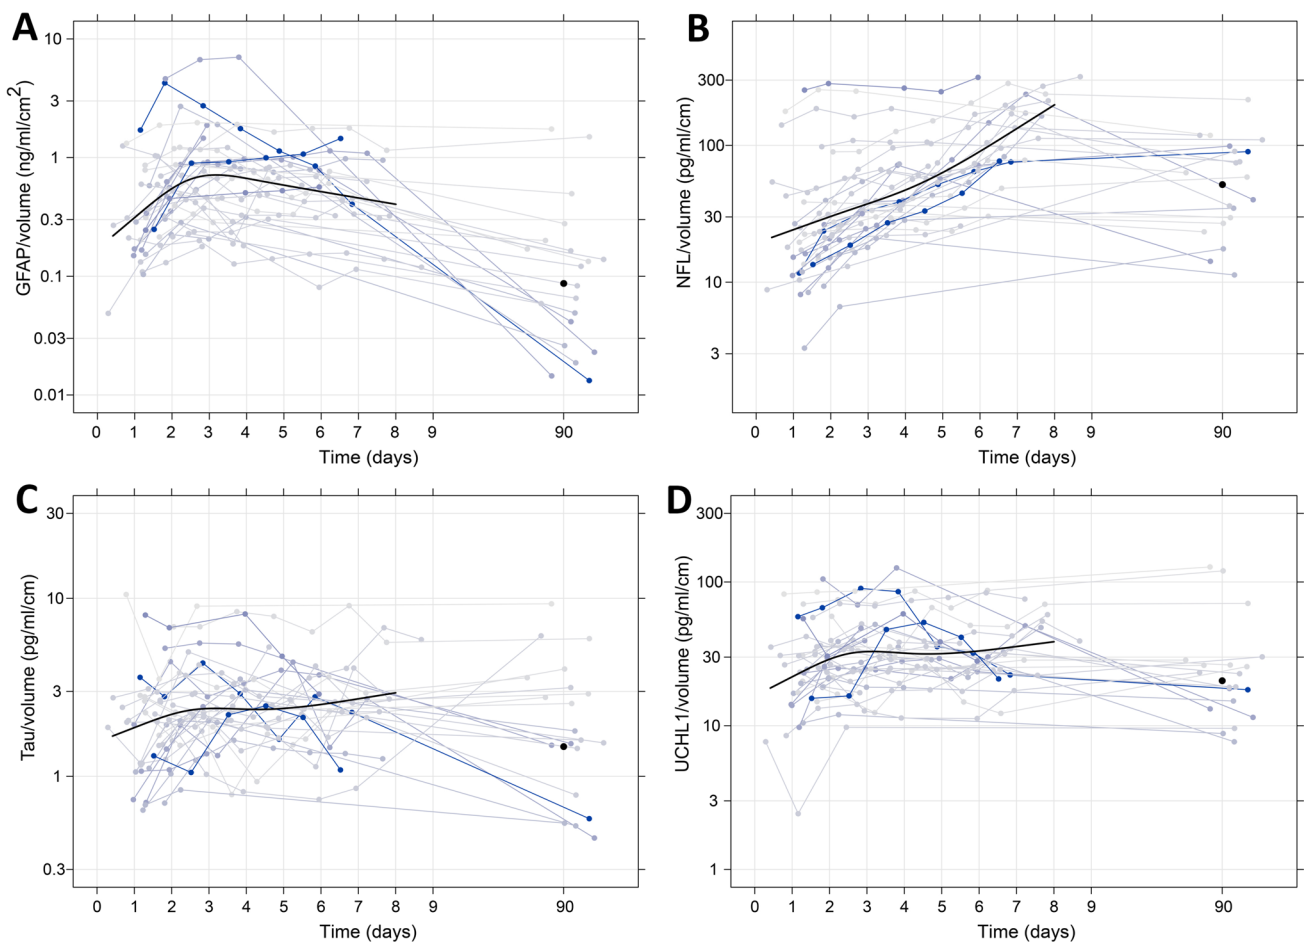 A
GFAP/volume (ng/ml/cm2)
10
3
1
0.3
0.1
0.03
0.01
0 1 2 3 4 5 6 7 8 9 90
Time (days)
B
NFL/volume (pg/ml/cm)
300
100
30
10
3
0 1 2 3 4 5 6 7 8 9 90
Time (days)
C
Tau/volume (pg/ml/cm)
30
10
3
1
0.3
0 1 2 3 4 5 6 7 8 9 90
Time (days)
D
UCHL1/volume (pg/ml/cm)
300
100
30
10
3
1
0 1 2 3 4 5 6 7 8 9 90
Time (days)